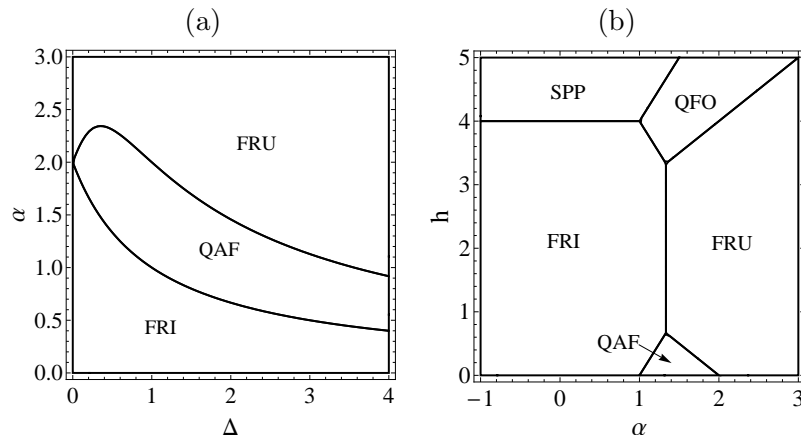 (a)
3.0
2.5
2.0
1.5
1.0
0.5
0.0
α
FRU
QAF
FRI
0 1 2 3 4
Δ
(b)
5
4
3
2
1
0
h
SPP
QFO
FRI
FRU
QAF
−1 0 1 2 3
α